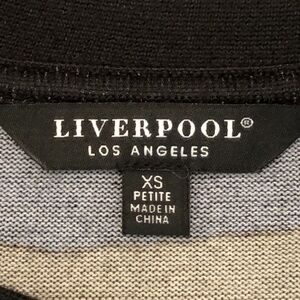 LIVERPOOL®
LOS ANGELES
XS
PETITE
MADE IN
CHINA